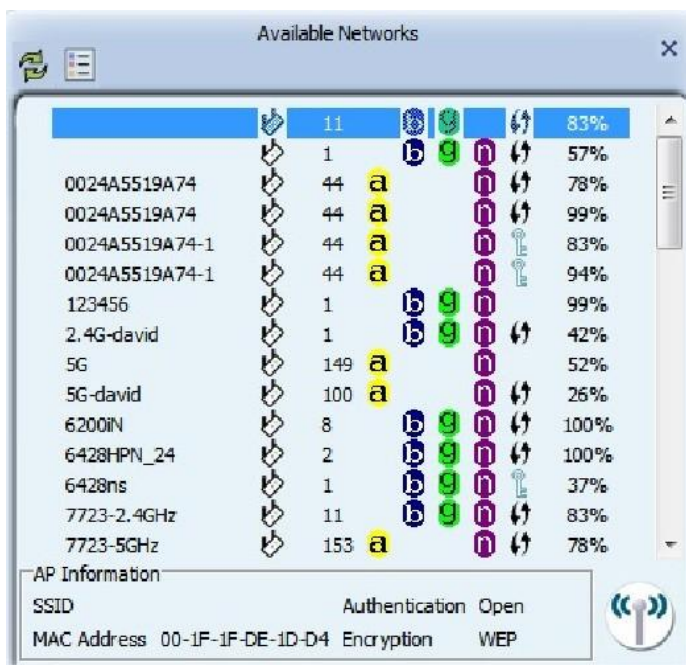 Available Networks
11 b g 83%
1 b g n 57%
0024A5519A74 44 a n 78%
0024A5519A74 44 a n 99%
0024A5519A74-1 44 a n 83%
0024A5519A74-1 44 a n 94%
123456 1 b g n 99%
2.4G-david 1 b g n 42%
5G 149 a n 52%
5G-david 100 a n 26%
6200iN 8 b g n 100%
6428HPN_24 2 b g n 100%
6428ns 1 b g n 37%
7723-2.4GHz 11 b g n 83%
7723-5GHz 153 a n 78%
AP Information
SSID Authentication Open
MAC Address 00-1F-1F-DE-1D-D4 Encryption WEP